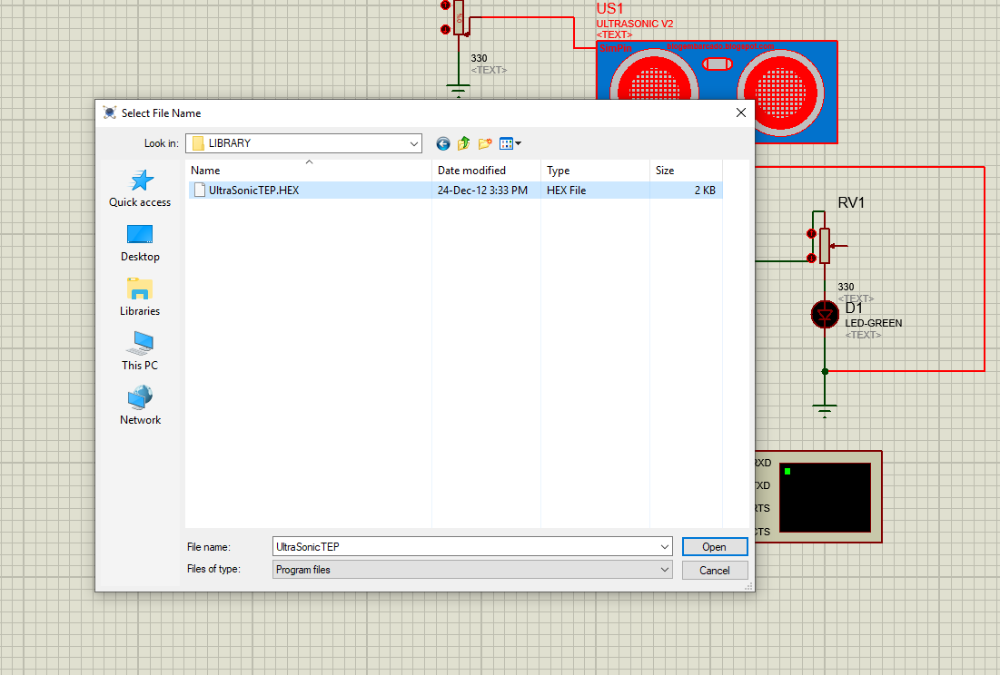 US1
ULTRASONIC V2
<TEXT>
330
<TEXT>
Select File Name
Look in:
LIBRARY
Name
Date modified
Type
Size
UltraSonicTEP.HEX
24-Dec-12 3:33 PM
HEX File
2 KB
Quick access
Desktop
Libraries
This PC
Network
File name:
UltraSonicTEP
Open
Files of type:
Program files
Cancel
RV1
330
<TEXT>
D1
LED-GREEN
<TEXT>
RXD
TXD
RTS
CTS